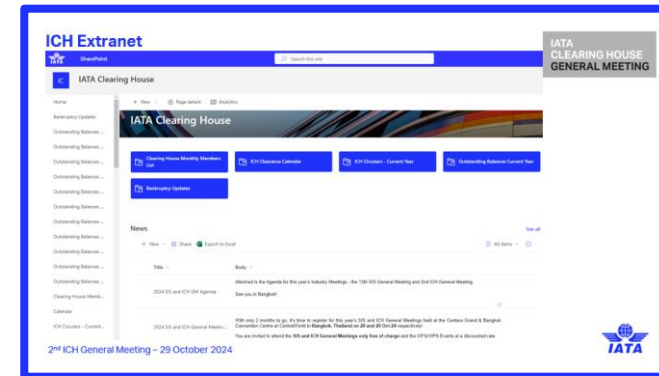 ICH Extranet
IATA
CLEARING HOUSE
GENERAL MEETING
IATA
SharePoint
Search this site
IC
IATA Clearing House
Home
Bankruptcy Updates
Outstanding Balances ...
Outstanding Balances ...
Outstanding Balances ...
Outstanding Balances ...
Outstanding Balances ...
Outstanding Balances ...
Outstanding Balances ...
Outstanding Balances ...
Outstanding Balances ...
Outstanding Balances ...
Outstanding Balances ...
Clearing House Memb...
Calendar
ICH Circulars - Current...
+ New
Page details
Analytics
IATA Clearing House
Clearing House Monthly Members List
ICH Clearance Calendar
ICH Circulars - Current Year
Outstanding Balances Current Year
Bankruptcy Updates
News
See all
+ New
Share
Export to Excel
All items
Title
Body
2024 SIS and ICH GM Agenda
Attached is the Agenda for this year's Industry Meetings - the 13th SIS General Meeting and 2nd ICH General Meeting.
See you in Bangkok!
2024 SIS and ICH General Meetin...
With only 2 months to go, it's time to register for this year's SIS and ICH General Meetings held at the Centara Grand & Bangkok
Convention Centre at CentralWorld in Bangkok, Thailand on 28 and 29 Oct 24 respectively!
You are invited to attend the SIS and ICH General Meetings only free of charge and the WFS/WPS Events at a discounted rate
2nd ICH General Meeting – 29 October 2024
IATA